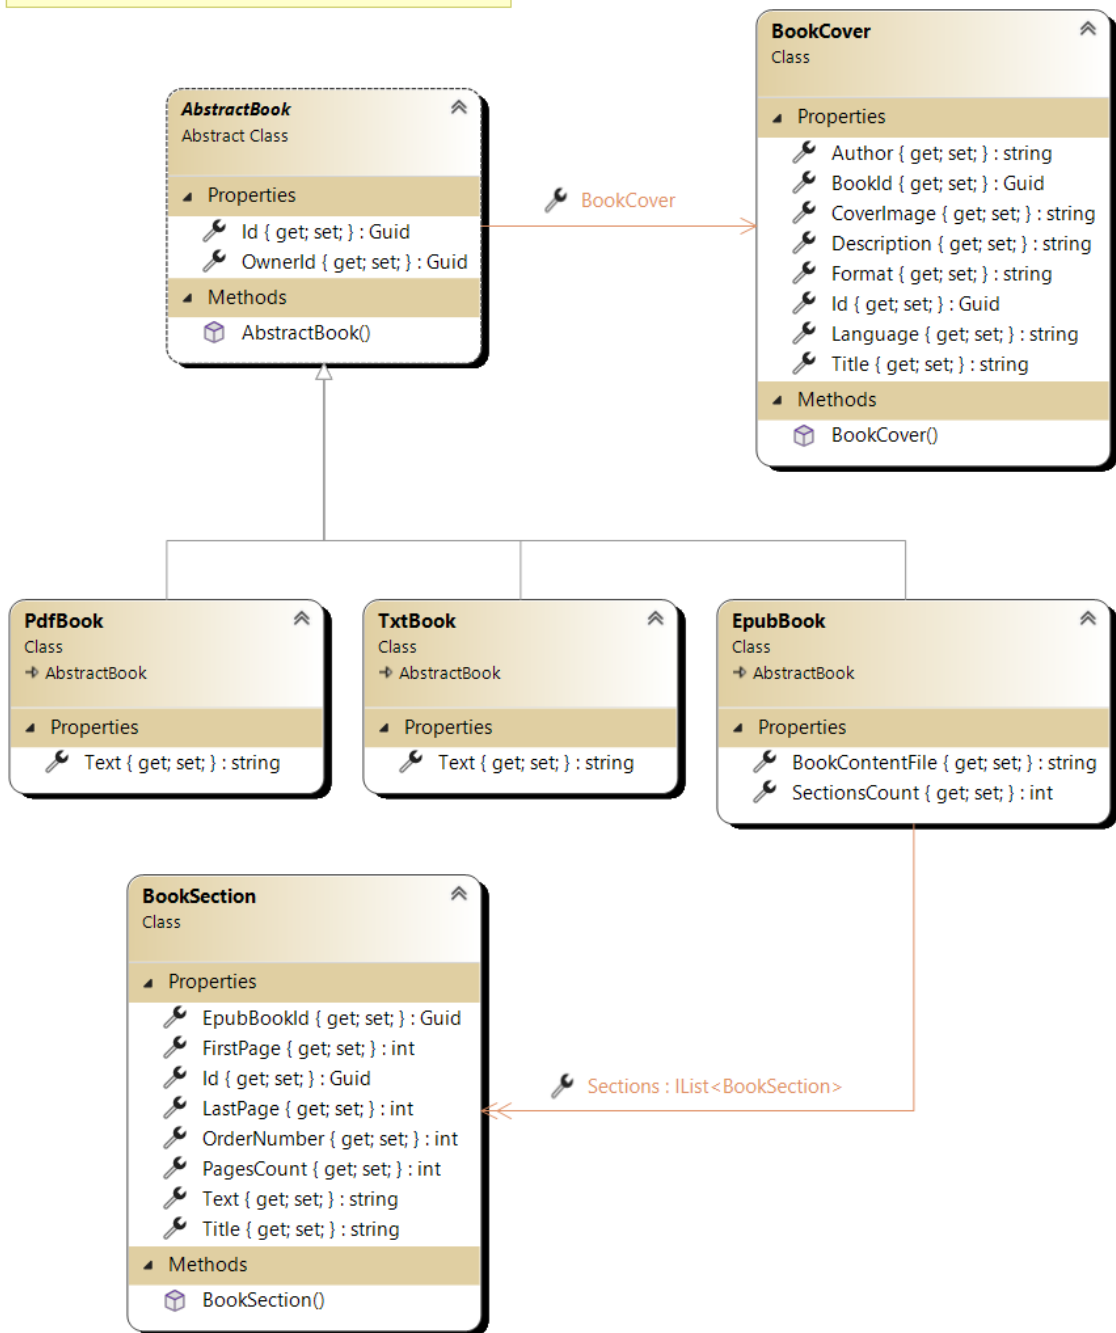 BookCover
Class
Properties
Author { get; set; } : string
BookId { get; set; } : Guid
CoverImage { get; set; } : string
Description { get; set; } : string
Format { get; set; } : string
Id { get; set; } : Guid
Language { get; set; } : string
Title { get; set; } : string
Methods
BookCover()
AbstractBook
Abstract Class
Properties
Id { get; set; } : Guid
OwnerId { get; set; } : Guid
Methods
AbstractBook()
BookCover
PdfBook
Class
AbstractBook
Properties
Text { get; set; } : string
TxtBook
Class
AbstractBook
Properties
Text { get; set; } : string
EpubBook
Class
AbstractBook
Properties
BookContentFile { get; set; } : string
SectionsCount { get; set; } : int
BookSection
Class
Properties
EpubBookId { get; set; } : Guid
FirstPage { get; set; } : int
Id { get; set; } : Guid
LastPage { get; set; } : int
OrderNumber { get; set; } : int
PagesCount { get; set; } : int
Text { get; set; } : string
Title { get; set; } : string
Methods
BookSection()
Sections : IList<BookSection>